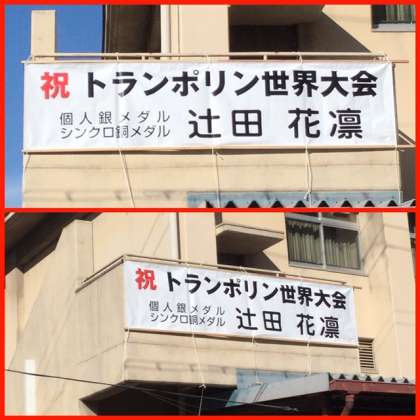 祝 トランポリン世界大会
個人銀メダル
シンクロ銅メダル
辻田 花凛
祝 トランポリン世界大会
個人銀メダル
シンクロ銅メダル
辻田 花凛